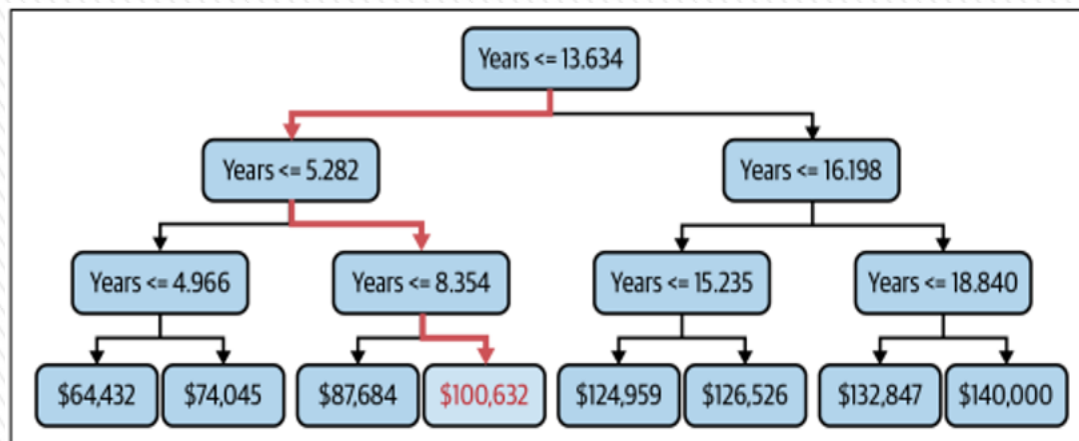 Years <= 13.634
Years <= 5.282
Years <= 16.198
Years <= 4.966
Years <= 8.354
Years <= 15.235
Years <= 18.840
$64,432
$74,045
$87,684
$100,632
$124,959
$126,526
$132,847
$140,000